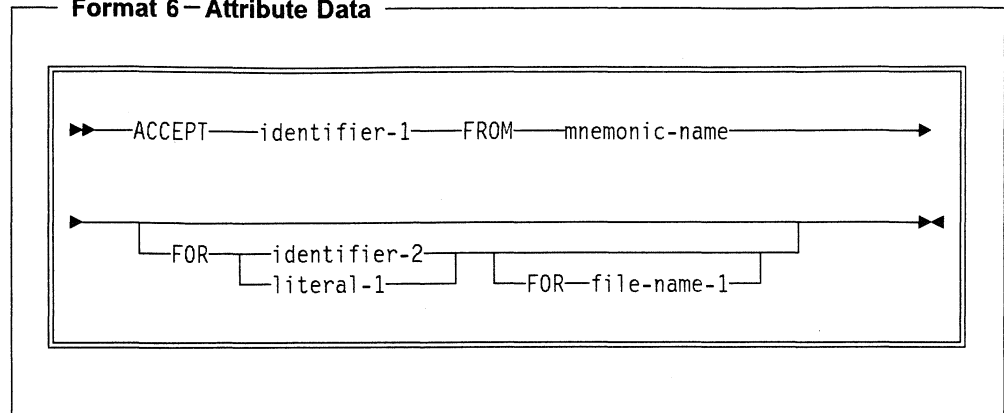 Format 6—Attribute Data
ACCEPT identifier-1 FROM mnemonic-name
FOR identifier-2
literal-1 FOR file-name-1